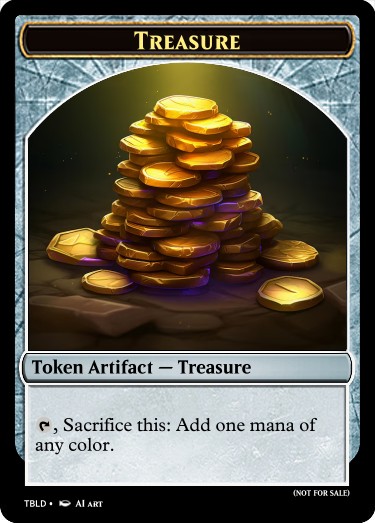 Treasure
Token Artifact — Treasure
, Sacrifice this: Add one mana of
any color.
(NOT FOR SALE)
TBLD • AI ART